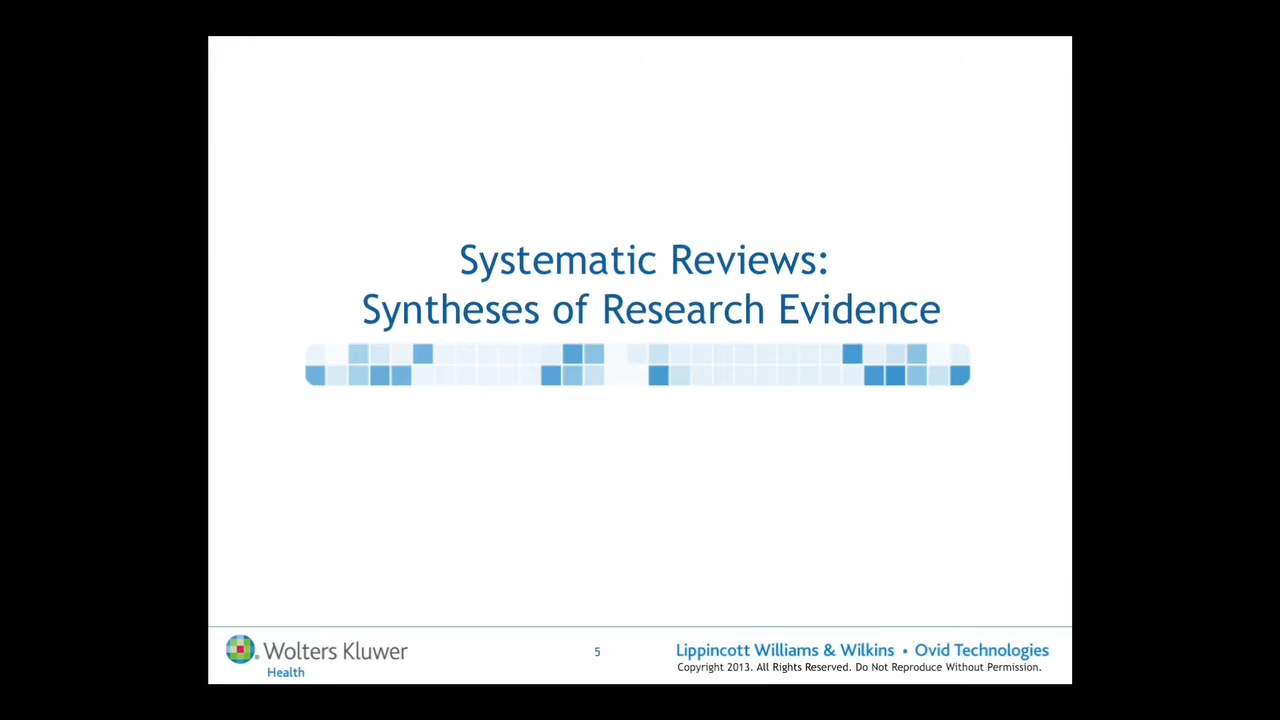 Systematic Reviews:
Syntheses of Research Evidence
Wolters Kluwer
Health
5
Lippincott Williams & Wilkins • Ovid Technologies
Copyright 2013. All Rights Reserved. Do Not Reproduce Without Permission.